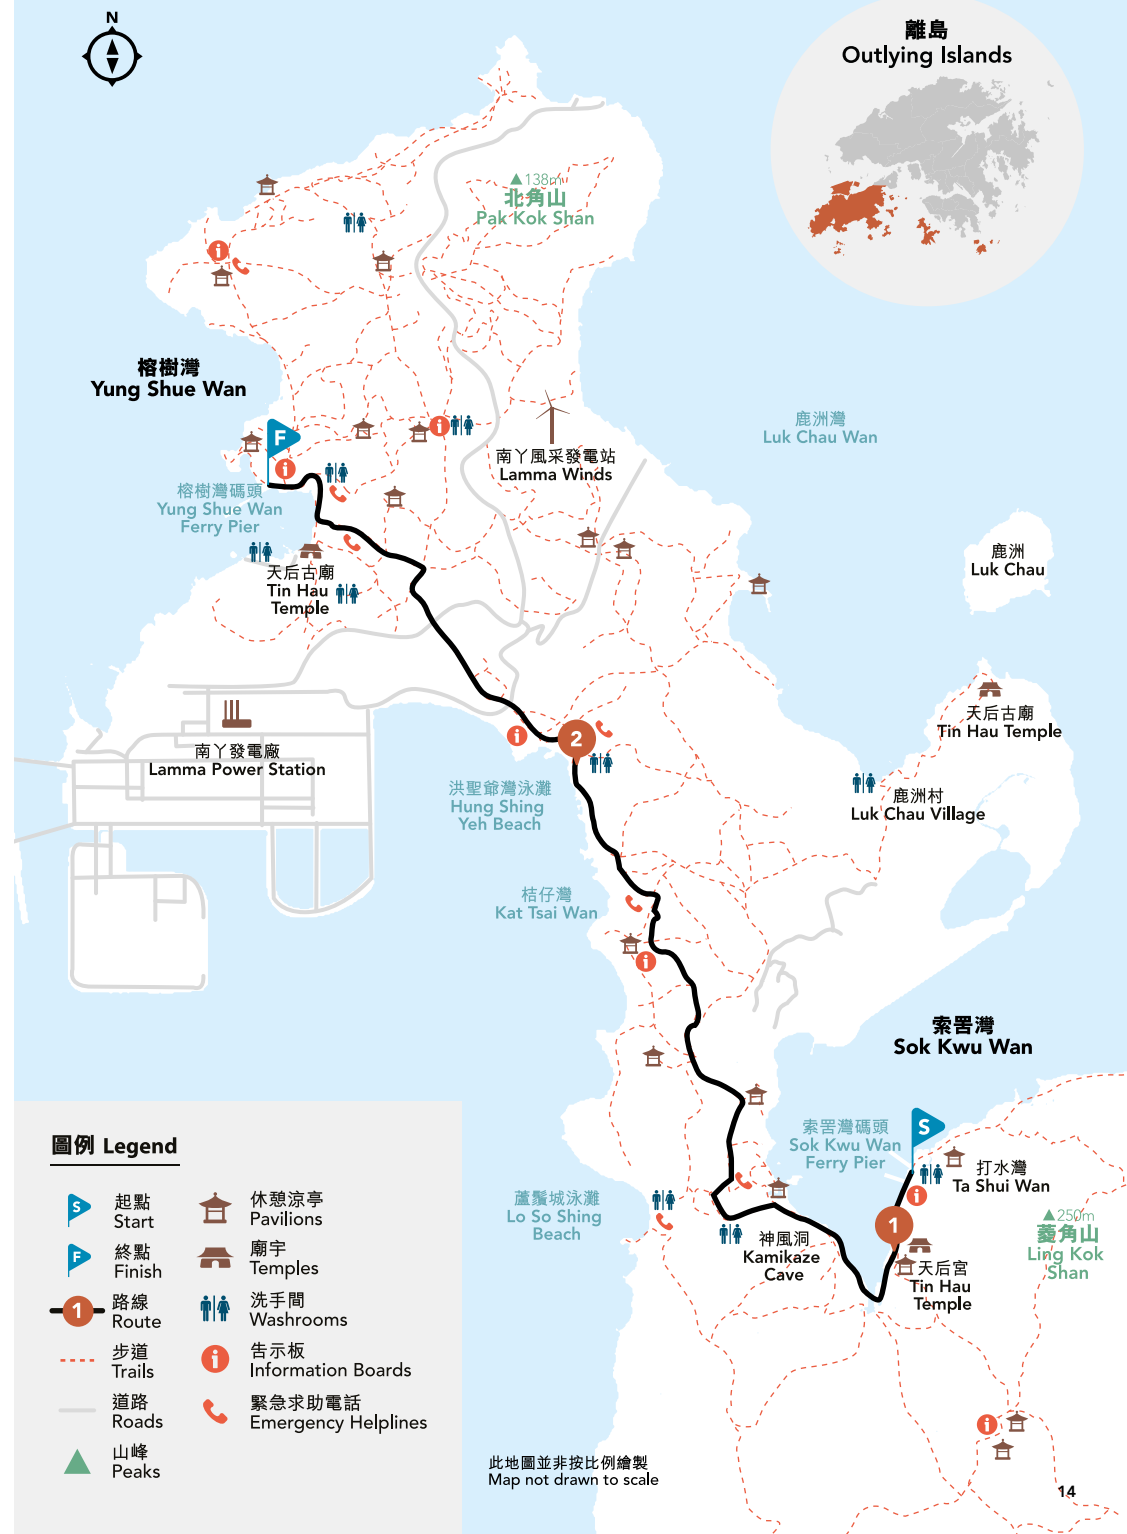 N
離島
Outlying Islands
▲138m
北角山
Pak Kok Shan
榕樹灣
Yung Shue Wan
鹿洲灣
Luk Chau Wan
F
南丫風采發電站
Lamma Winds
榕樹灣碼頭
Yung Shue Wan
Ferry Pier
鹿洲
Luk Chau
天后古廟
Tin Hau
Temple
天后古廟
Tin Hau Temple
南丫發電廠
Lamma Power Station
2
洪聖爺灣泳灘
Hung Shing
Yeh Beach
鹿洲村
Luk Chau Village
桔仔灣
Kat Tsai Wan
索罟灣
Sok Kwu Wan
索罟灣碼頭
Sok Kwu Wan
Ferry Pier
S
打水灣
Ta Shui Wan
蘆鬚城泳灘
Lo So Shing
Beach
1
▲250m
菱角山
Ling Kok
Shan
神風洞
Kamikaze
Cave
天后宮
Tin Hau
Temple
圖例 Legend
S
起點
Start
F
終點
Finish
1
路線
Route
步道
Trails
道路
Roads
山峰
Peaks
休憩涼亭
Pavilions
廟宇
Temples
洗手間
Washrooms
告示板
Information Boards
緊急求助電話
Emergency Helplines
此地圖並非按比例繪製
Map not drawn to scale
14